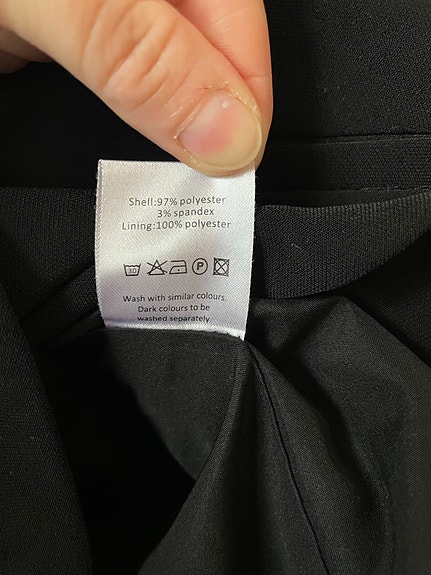 Shell:97% polyester
3% spandex
Lining:100% polyester
30 P
Wash with similar colours.
Dark colours to be
washed separately.